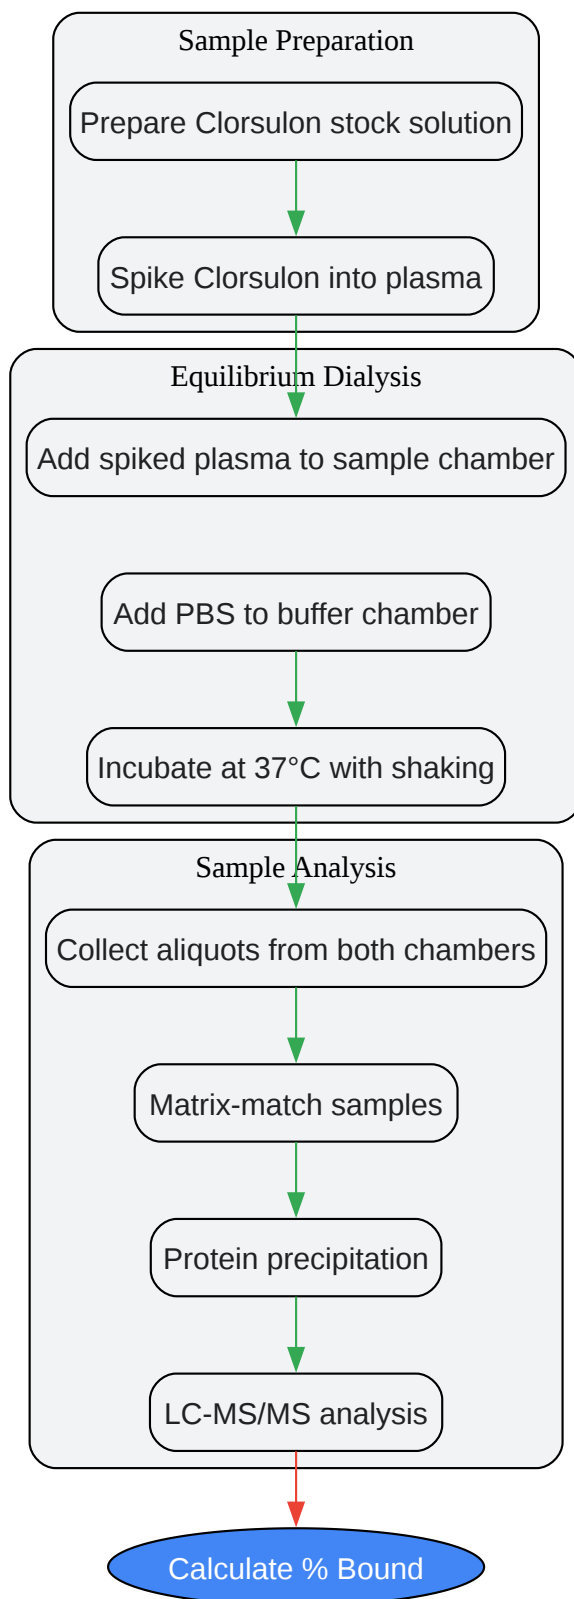 Sample Preparation
Prepare Clorsulon stock solution
Spike Clorsulon into plasma
Equilibrium Dialysis
Add spiked plasma to sample chamber
Add PBS to buffer chamber
Incubate at 37°C with shaking
Sample Analysis
Collect aliquots from both chambers
Matrix-match samples
Protein precipitation
LC-MS/MS analysis
Calculate % Bound